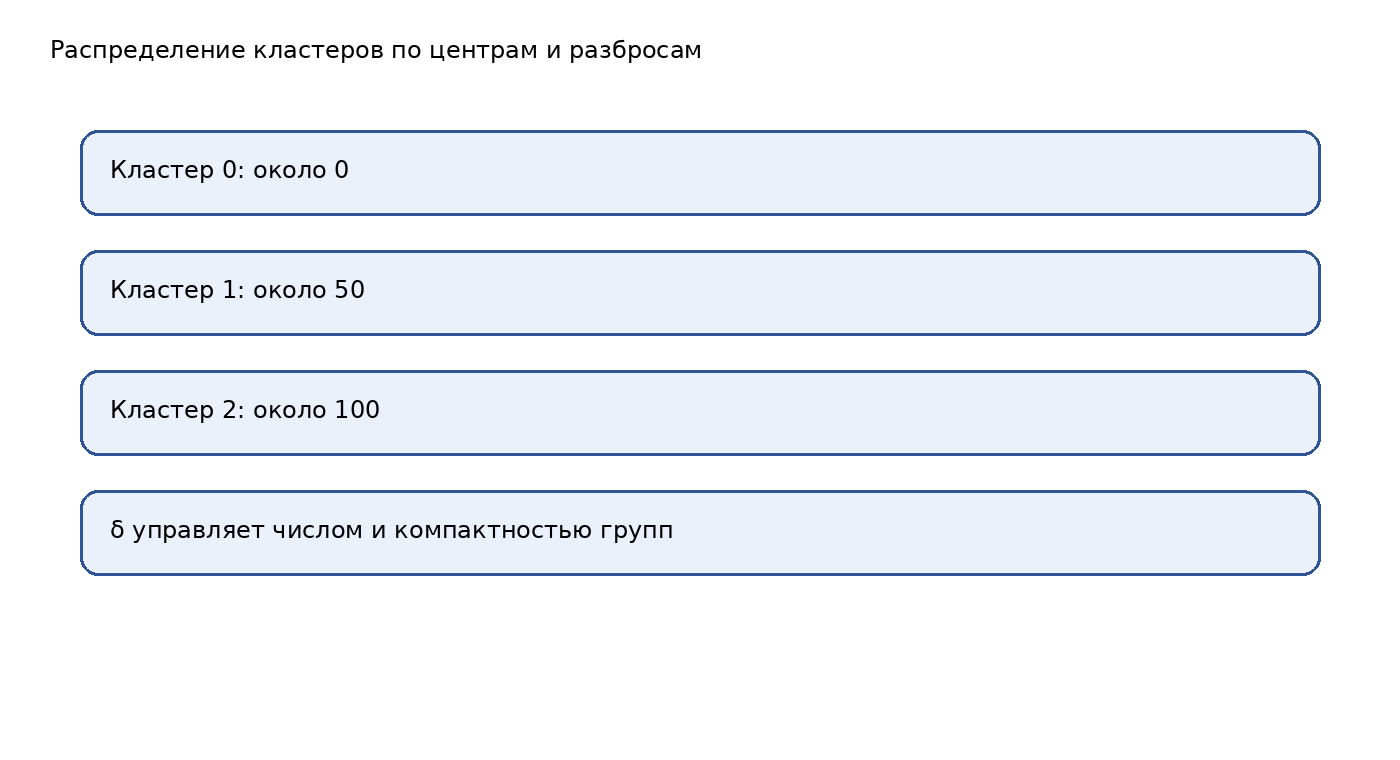 Распределение кластеров по центрам и разбросам
Кластер 0: около 0
Кластер 1: около 50
Кластер 2: около 100
δ управляет числом и компактностью групп